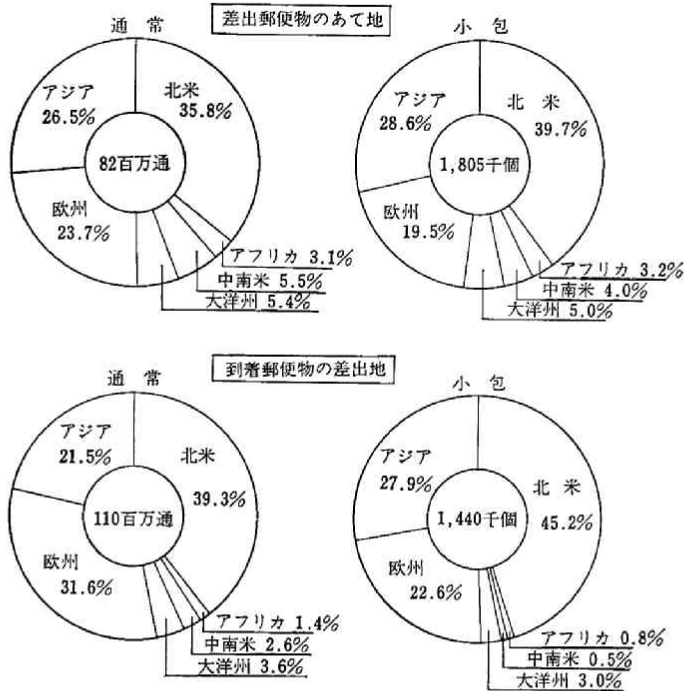 差出郵便物のあて地
通常
アジア
26.5%
北米
35.8%
82百万通
欧州
23.7%
アフリカ 3.1%
中南米 5.5%
大洋州 5.4%
小包
アジア
28.6%
北米
39.7%
1,805千個
欧州
19.5%
アフリカ 3.2%
中南米 4.0%
大洋州 5.0%
到着郵便物の差出地
通常
アジア
21.5%
北米
39.3%
110百万通
欧州
31.6%
アフリカ 1.4%
中南米 2.6%
大洋州 3.6%
小包
アジア
27.9%
北米
45.2%
1,440千個
欧州
22.6%
アフリカ 0.8%
中南米 0.5%
大洋州 3.0%